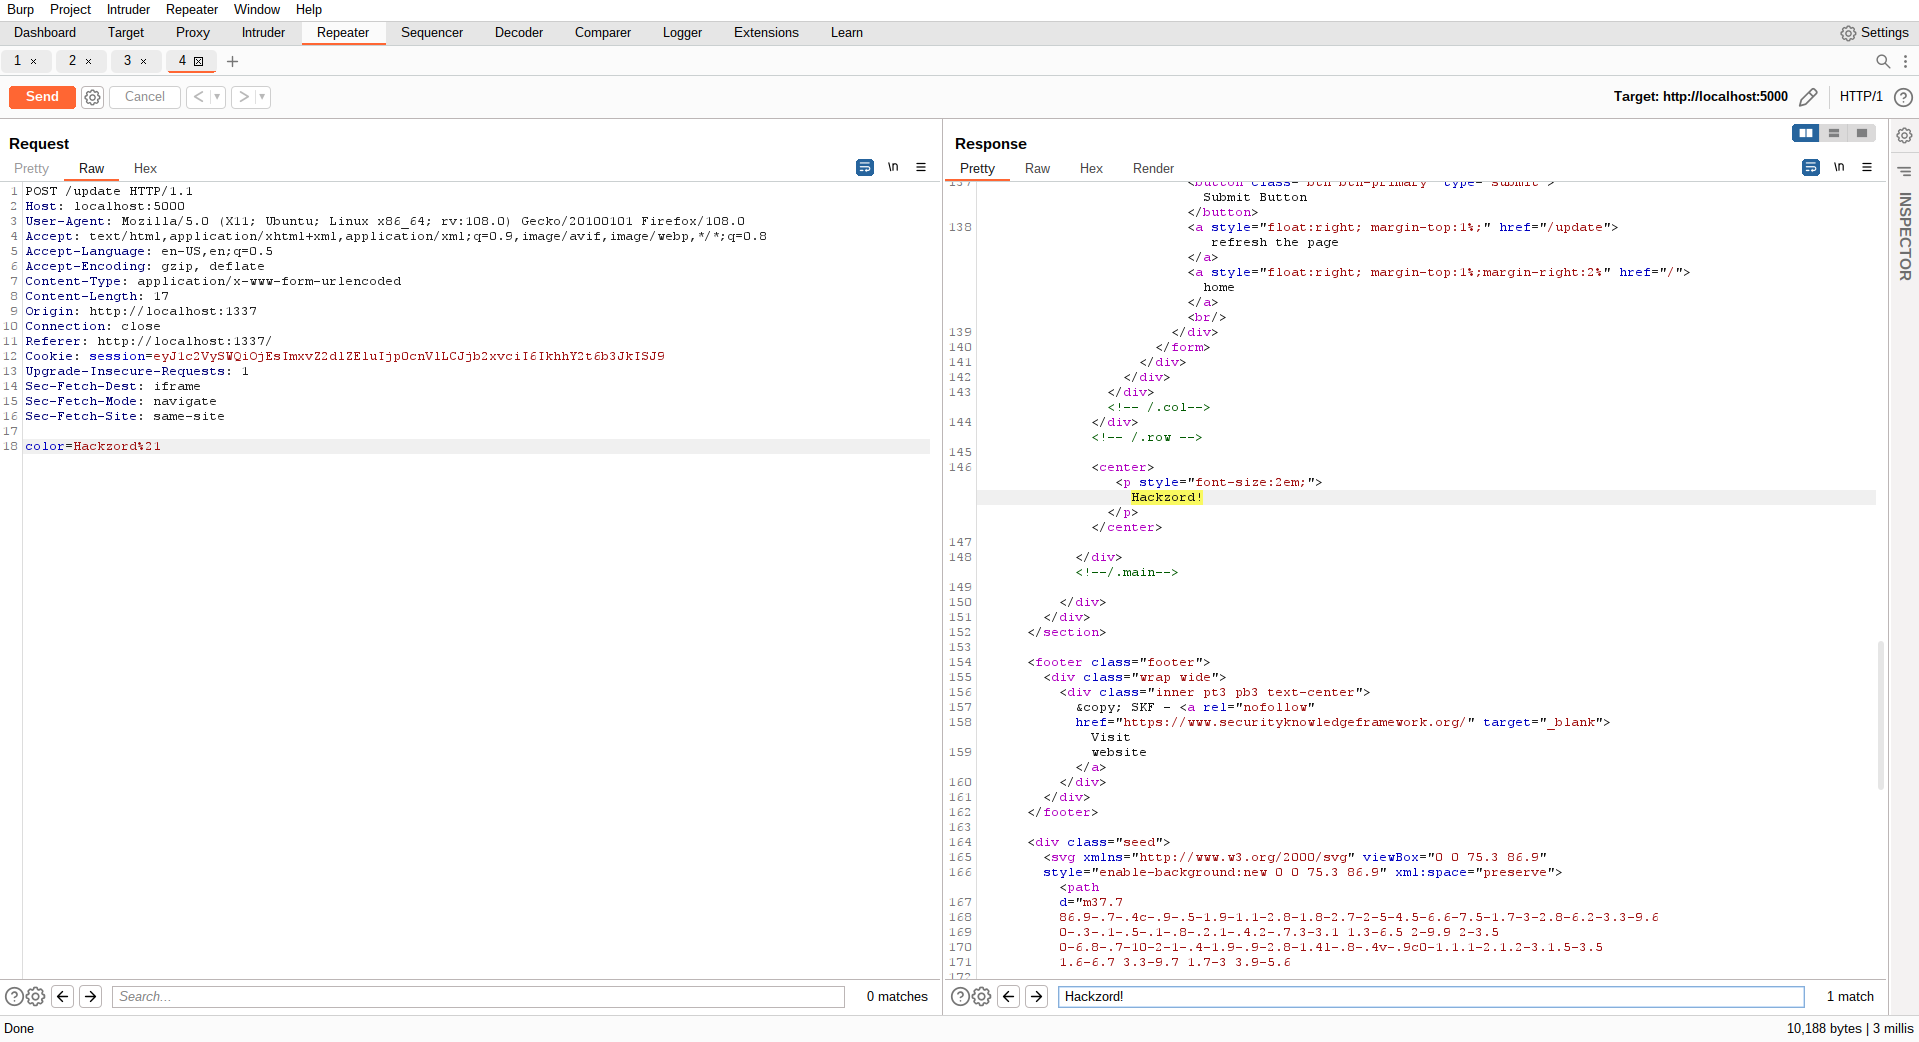 Burp Project Intruder Repeater Window Help
Dashboard Target Proxy Intruder Repeater Sequencer Decoder Comparer Logger Extensions Learn Settings
1 × 2 × 3 × 4 +
Send Cancel < > Target: http://localhost:5000 HTTP/1 ?
Request
Pretty Raw Hex \n
1 POST /update HTTP/1.1
2 Host: localhost:5000
3 User-Agent: Mozilla/5.0 (X11; Ubuntu; Linux x86_64; rv:108.0) Gecko/20100101 Firefox/108.0
4 Accept: text/html,application/xhtml+xml,application/xml;q=0.9,image/avif,image/webp,*/*;q=0.8
5 Accept-Language: en-US,en;q=0.5
6 Accept-Encoding: gzip, deflate
7 Content-Type: application/x-www-form-urlencoded
8 Content-Length: 17
9 Origin: http://localhost:1337
10 Connection: close
11 Referer: http://localhost:1337/
12 Cookie: session=eyJ1c2VySWQiOjEsImxvZ2dlZEluIjp0cnVlLCJjb2xvciI6IkhhY2t6b3JkISJ9
13 Upgrade-Insecure-Requests: 1
14 Sec-Fetch-Dest: iframe
15 Sec-Fetch-Mode: navigate
16 Sec-Fetch-Site: same-site
17
18 color=Hackzord%21
? Search... 0 matches
Response
Pretty Raw Hex Render \n
137 <button class="btn btn-primary" type="submit">
Submit Button
</button>
138 <a style="float:right; margin-top:1%;" href="/update">
refresh the page
</a>
<a style="float:right; margin-top:1%;margin-right:2%" href="/">
home
</a>
<br/>
139 </div>
140 </form>
141 </div>
142 </div>
143 </div>
<!-- /.col-->
144 </div>
<!-- /.row -->
145
146 <center>
<p style="font-size:2em;">
Hackzord!
</p>
</center>
147
148 </div>
<!--/.main-->
149
150 </div>
151 </div>
152 </section>
153
154 <footer class="footer">
155 <div class="wrap wide">
156 <div class="inner pt3 pb3 text-center">
157 &copy; SKF - <a rel="nofollow"
158 href="https://www.securityknowledgeframework.org/" target="_blank">
Visit
159 website
</a>
160 </div>
161 </div>
162 </footer>
163
164 <div class="seed">
165 <svg xmlns="http://www.w3.org/2000/svg" viewBox="0 0 75.3 86.9"
166 style="enable-background:new 0 0 75.3 86.9" xml:space="preserve">
<path
167 d="m37.7
168 86.9-.7-.4c-.9-.5-1.9-1.1-2.8-1.8-2.7-2-5-4.5-6.6-7.5-1.7-3-2.8-6.2-3.3-9.6
169 0-.3-.1-.5-.1-.8-.2.1-.4.2-.7.3-3.1 1.3-6.5 2-9.9 2-3.5
170 0-6.8-.7-10-2-1-.4-1.9-.9-2.8-1.4l-.8-.4v-.9c0-1.1.1-2.1.2-3.1.5-3.5
171 1.6-6.7 3.3-9.7 1.7-3 3.9-5.6
172
? Hackzord! 1 match
INSPECTOR
Done 10,188 bytes | 3 millis